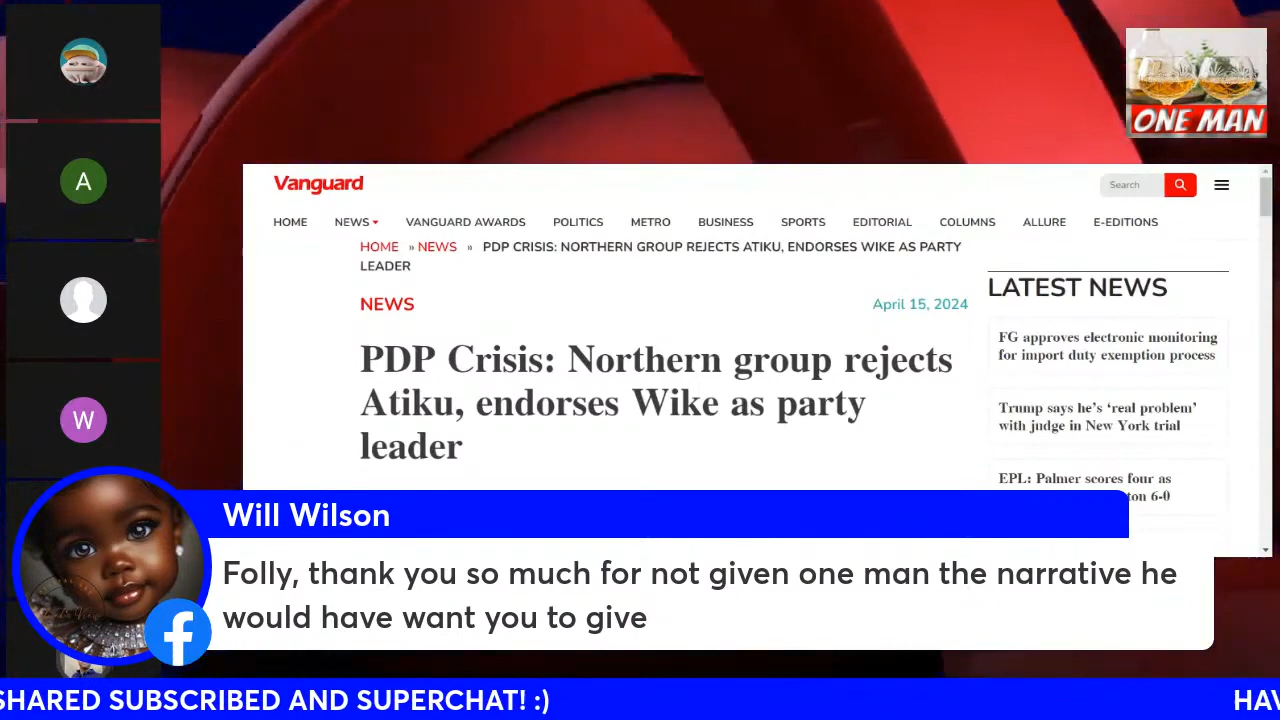 ONE MAN
Vanguard
Search
HOME NEWS VANGUARD AWARDS POLITICS METRO BUSINESS SPORTS EDITORIAL COLUMNS ALLURE E-EDITIONS
HOME » NEWS » PDP CRISIS: NORTHERN GROUP REJECTS ATIKU, ENDORSES WIKE AS PARTY
LEADER
NEWS
April 15, 2024
PDP Crisis: Northern group rejects
Atiku, endorses Wike as party
leader
LATEST NEWS
FG approves electronic monitoring
for import duty exemption process
Trump says he’s ‘real problem’
with judge in New York trial
EPL: Palmer scores four as
ton 6-0
A
W
Will Wilson
Folly, thank you so much for not given one man the narrative he
would have want you to give
SHARED SUBSCRIBED AND SUPERCHAT! :)
HAV